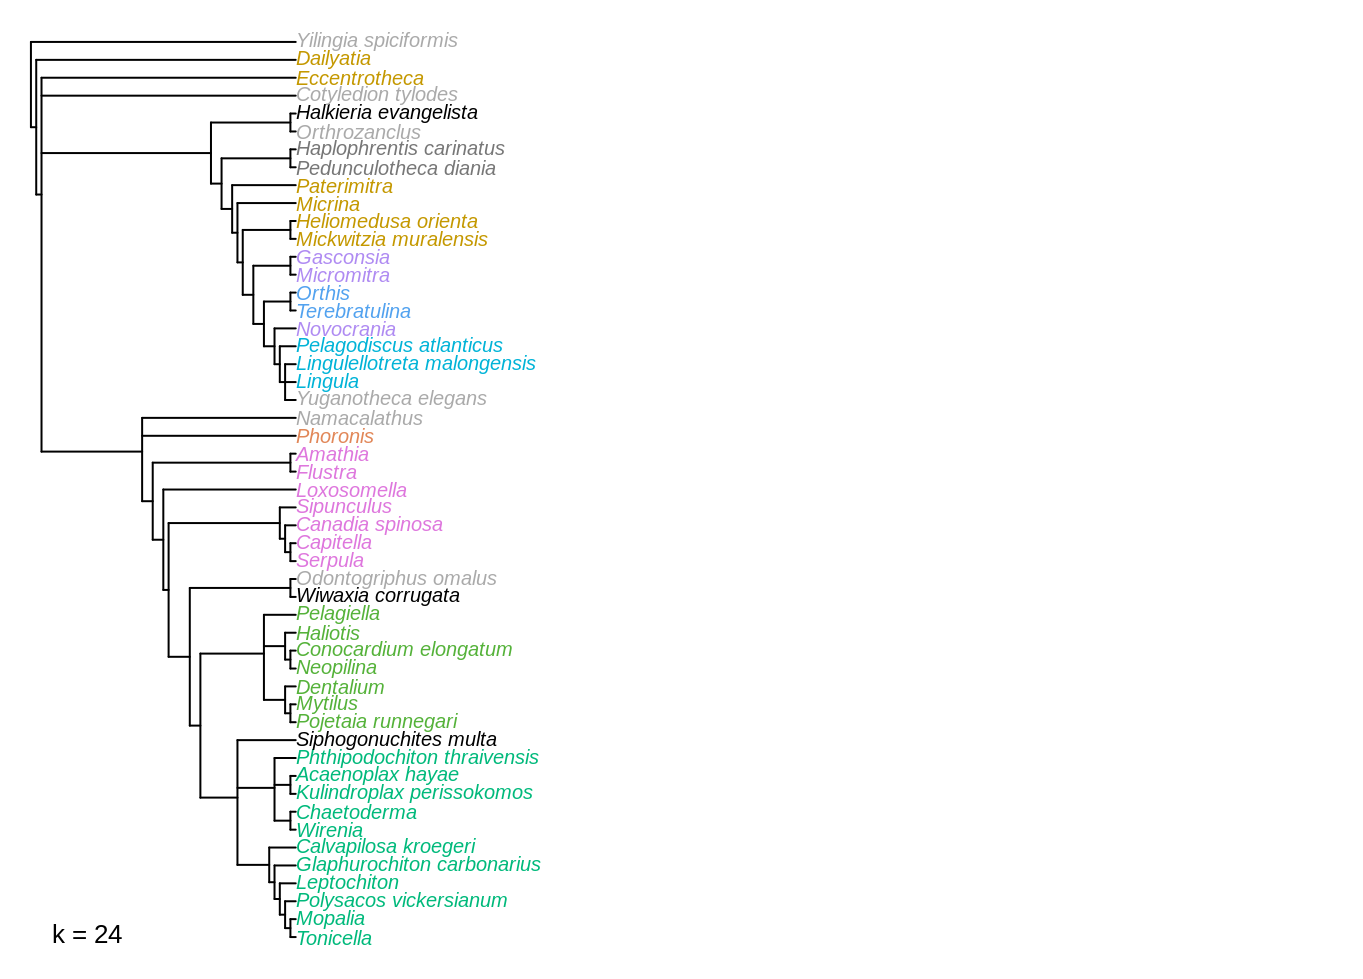 Yilingia spiciformis
Dailyatia
Eccentrotheca
Cotyledion tylodes
Halkieria evangelista
Orthrozanclus
Haplophrentis carinatus
Pedunculotheca diania
Paterimitra
Micrina
Heliomedusa orienta
Mickwitzia muralensis
Gasconsia
Micromitra
Orthis
Terebratulina
Novocrania
Pelagodiscus atlanticus
Lingulellotreta malongensis
Lingula
Yuganotheca elegans
Namacalathus
Phoronis
Amathia
Flustra
Loxosomella
Sipunculus
Canadia spinosa
Capitella
Serpula
Odontogriphus omalus
Wiwaxia corrugata
Pelagiella
Haliotis
Conocardium elongatum
Neopilina
Dentalium
Mytilus
Pojetaia runnegari
Siphogonuchites multa
Phthipodochiton thraivensis
Acaenoplax hayae
Kulindroplax perissokomos
Chaetoderma
Wirenia
Calvapilosa kroegeri
Glaphurochiton carbonarius
Leptochiton
Polysacos vickersianum
Mopalia
Tonicella
k = 24